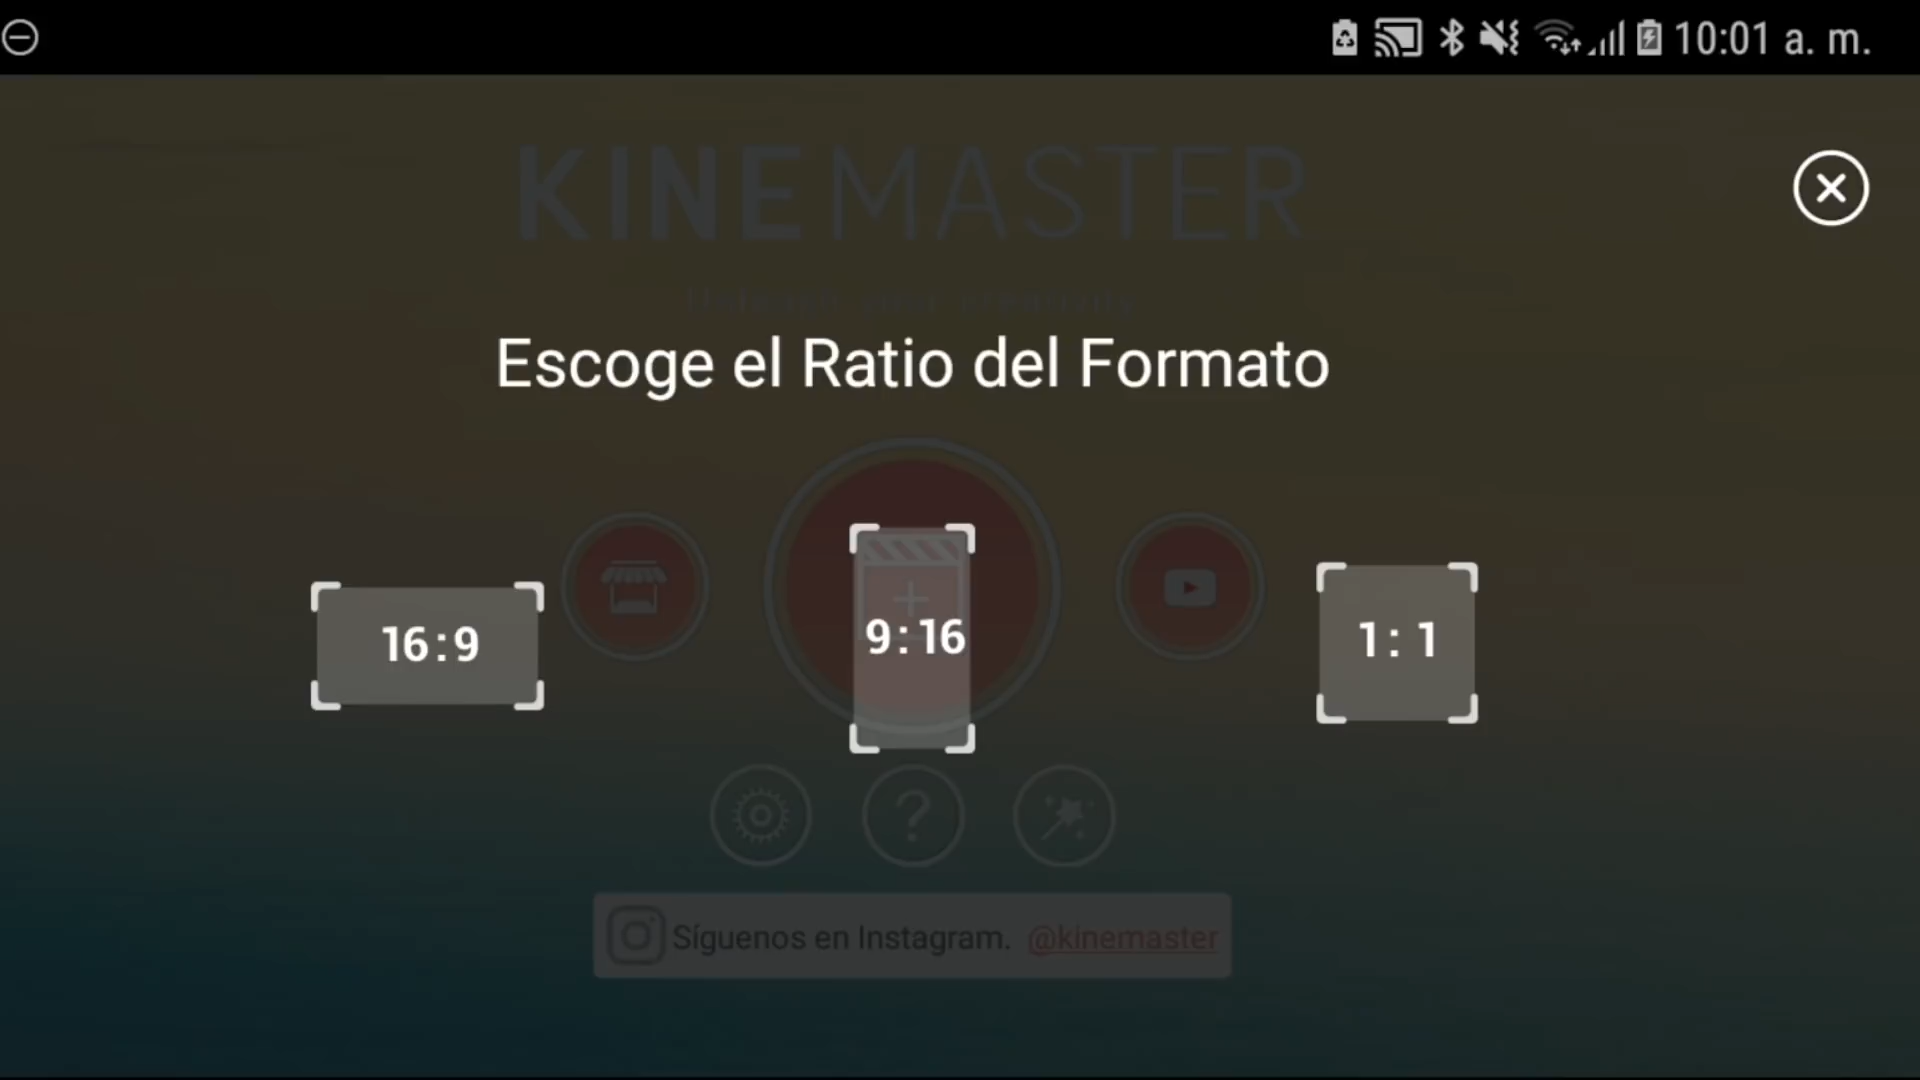 10:01 a. m.
KINEMASTER
Escoge el Ratio del Formato
16:9
9:16
1:1
Síguenos en Instagram. @kinemaster